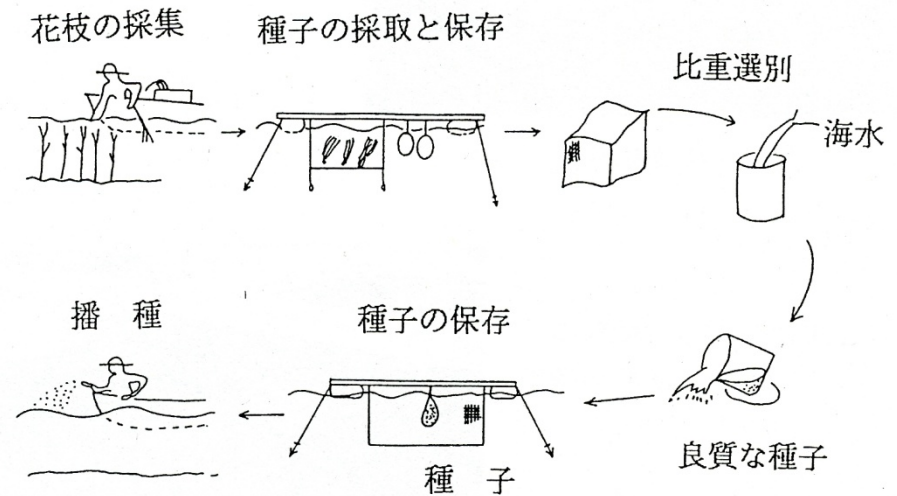 花枝の採集
種子の採取と保存
比重選別
海水
播 種
種子の保存
種 子
良質な種子